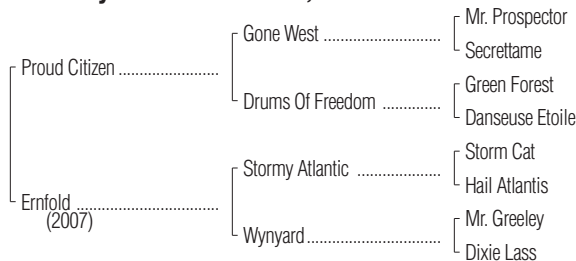 Mr. Prospector
Gone West ........................
Secrettame
Proud Citizen ....................
Green Forest
Drums Of Freedom ............
Danseuse Etoile
Storm Cat
Stormy Atlantic .................
Hail Atlantis
Ernfold .............................
(2007)
Mr. Greeley
Wynyard...........................
Dixie Lass